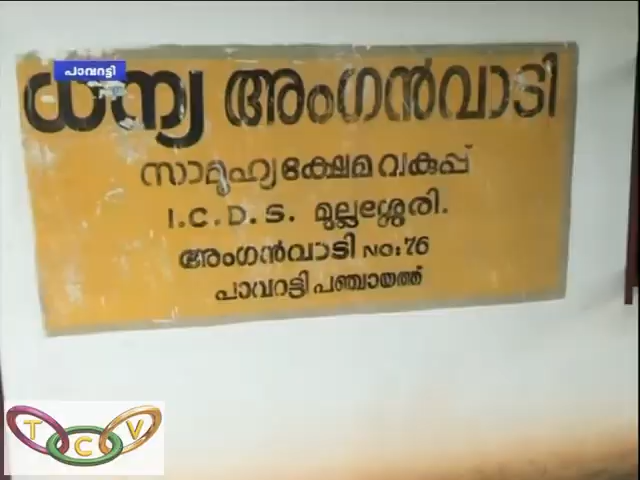 പാവറട്ടി
ധന്യ അംഗൻവാടി
സാമൂഹ്യക്ഷേമ വകുപ്പ്
I.C.D.S. മുല്ലശ്ശേരി.
അംഗൻവാടി NO:76
പാവറട്ടി പഞ്ചായത്ത്
TCV